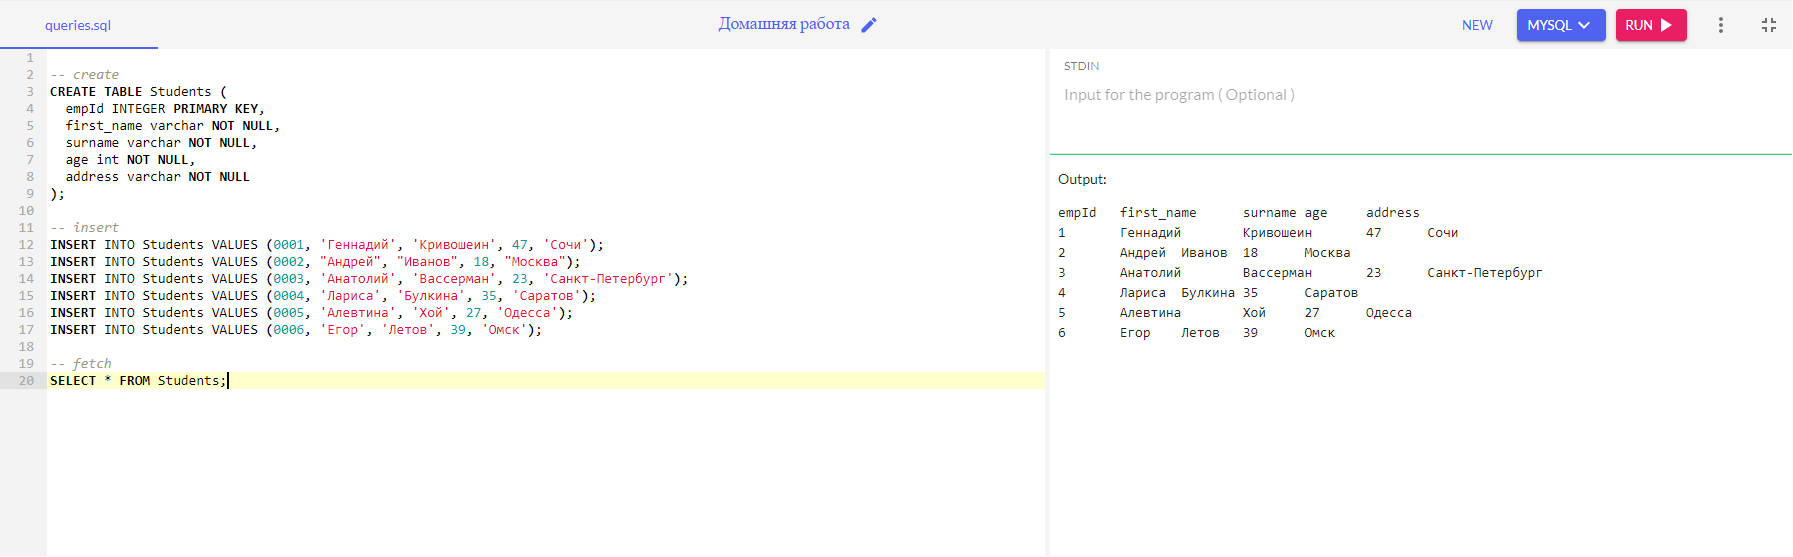 queries.sql
Домашняя работа
NEW
MYSQL
RUN
1
2 -- create
3 CREATE TABLE Students (
4   empId INTEGER PRIMARY KEY,
5   first_name varchar NOT NULL,
6   surname varchar NOT NULL,
7   age int NOT NULL,
8   address varchar NOT NULL
9 );
10
11 -- insert
12 INSERT INTO Students VALUES (0001, 'Геннадий', 'Кривошеин', 47, 'Сочи');
13 INSERT INTO Students VALUES (0002, "Андрей", "Иванов", 18, "Москва");
14 INSERT INTO Students VALUES (0003, 'Анатолий', 'Вассерман', 23, 'Санкт-Петербург');
15 INSERT INTO Students VALUES (0004, 'Лариса', 'Булкина', 35, 'Саратов');
16 INSERT INTO Students VALUES (0005, 'Алевтина', 'Хой', 27, 'Одесса');
17 INSERT INTO Students VALUES (0006, 'Егор', 'Летов', 39, 'Омск');
18
19 -- fetch
20 SELECT * FROM Students;
STDIN
Input for the program ( Optional )
Output:
empId first_name surname age address
1 Геннадий Кривошеин 47 Сочи
2 Андрей Иванов 18 Москва
3 Анатолий Вассерман 23 Санкт-Петербург
4 Лариса Булкина 35 Саратов
5 Алевтина Хой 27 Одесса
6 Егор Летов 39 Омск